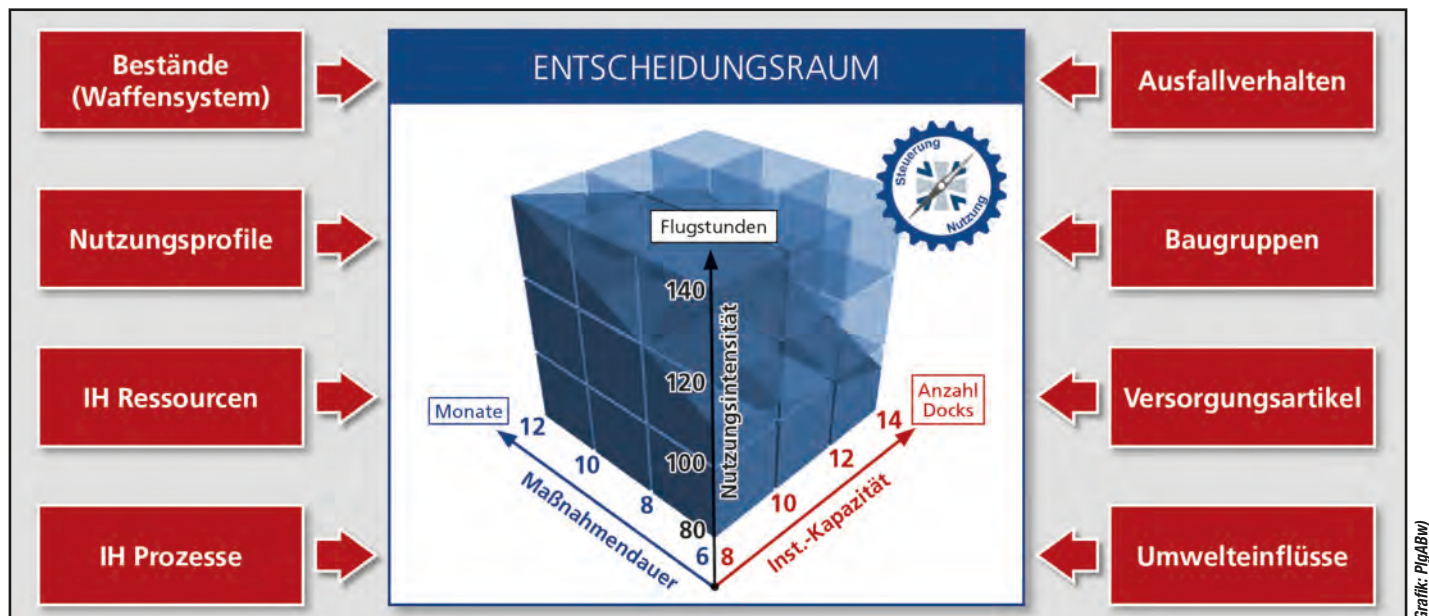 Bestände
(Waffensystem)
Nutzungsprofile
IH Ressourcen
IH Prozesse
ENTSCHEIDUNGSRAUM
Steuerung
Nutzung
Flugstunden
140
120
100
80
Nutzungsintensität
Monate
12
10
8
6
Maßnahmendauer
Anzahl
Docks
14
12
10
8
Inst.-Kapazität
Ausfallverhalten
Baugruppen
Versorgungsartikel
Umwelteinflüsse
Grafik: PlgABw)